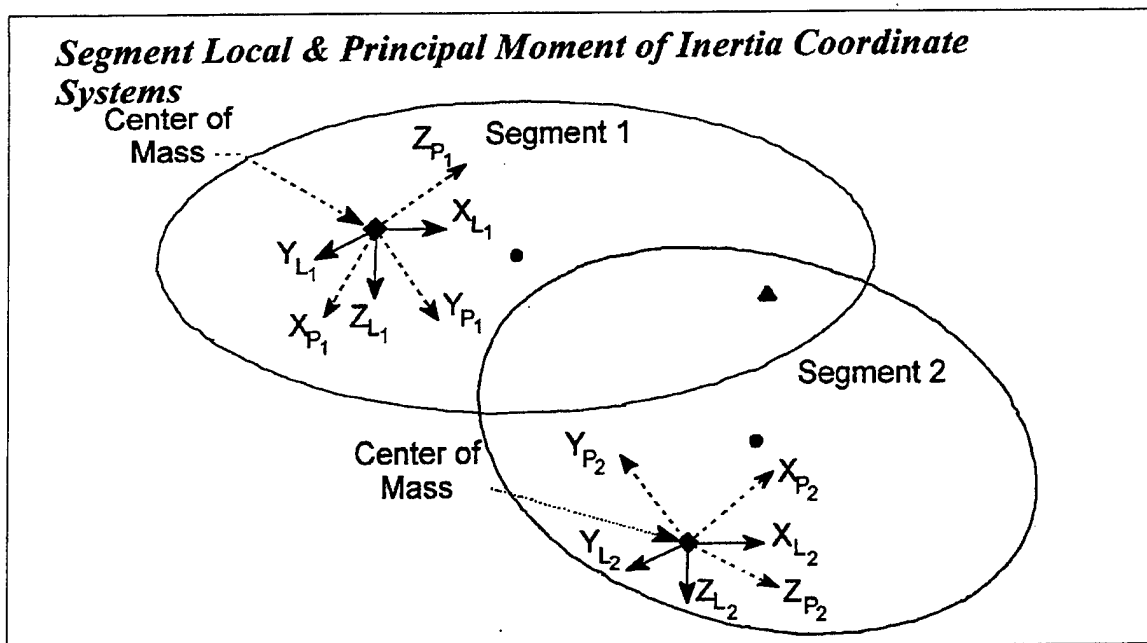 Segment Local & Principal Moment of Inertia Coordinate
Systems
Center of
Mass
Segment 1
Z_P1
X_L1
Y_L1
X_P1
Z_L1
Y_P1
Segment 2
Center of
Mass
Y_P2
X_P2
Y_L2
X_L2
Z_L2
Z_P2